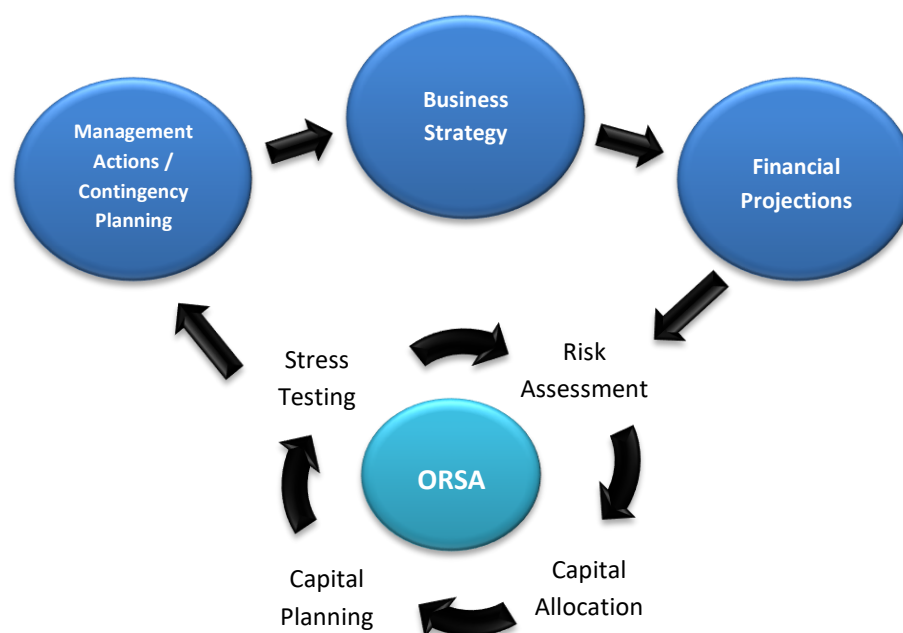 Business
Strategy
Management
Actions /
Contingency
Planning
Financial
Projections
Stress
Testing
Risk
Assessment
ORSA
Capital
Planning
Capital
Allocation